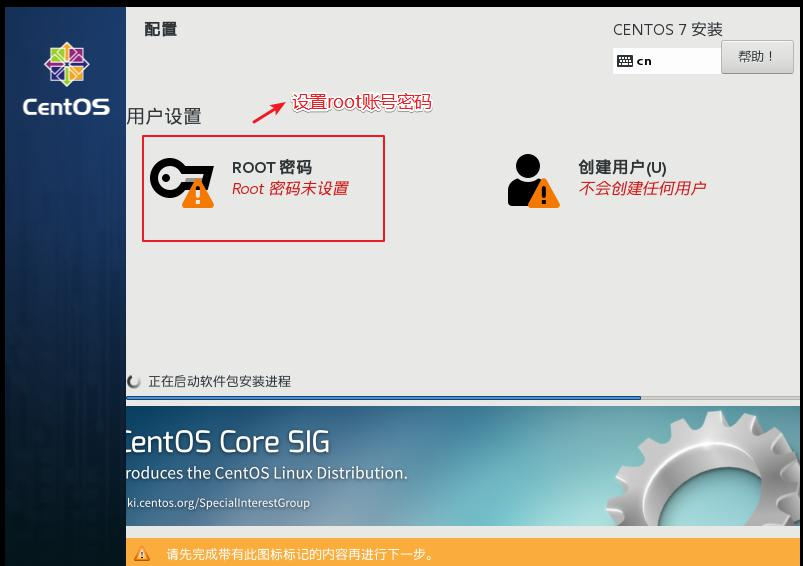 配置
CENTOS 7 安装
cn
帮助！
CentOS
用户设置
设置root账号密码
ROOT 密码
Root 密码未设置
创建用户(U)
不会创建任何用户
正在启动软件包安装进程
CentOS Core SIG
roduces the CentOS Linux Distribution.
ki.centos.org/SpecialInterestGroup
请先完成带有此图标标记的内容再进行下一步。